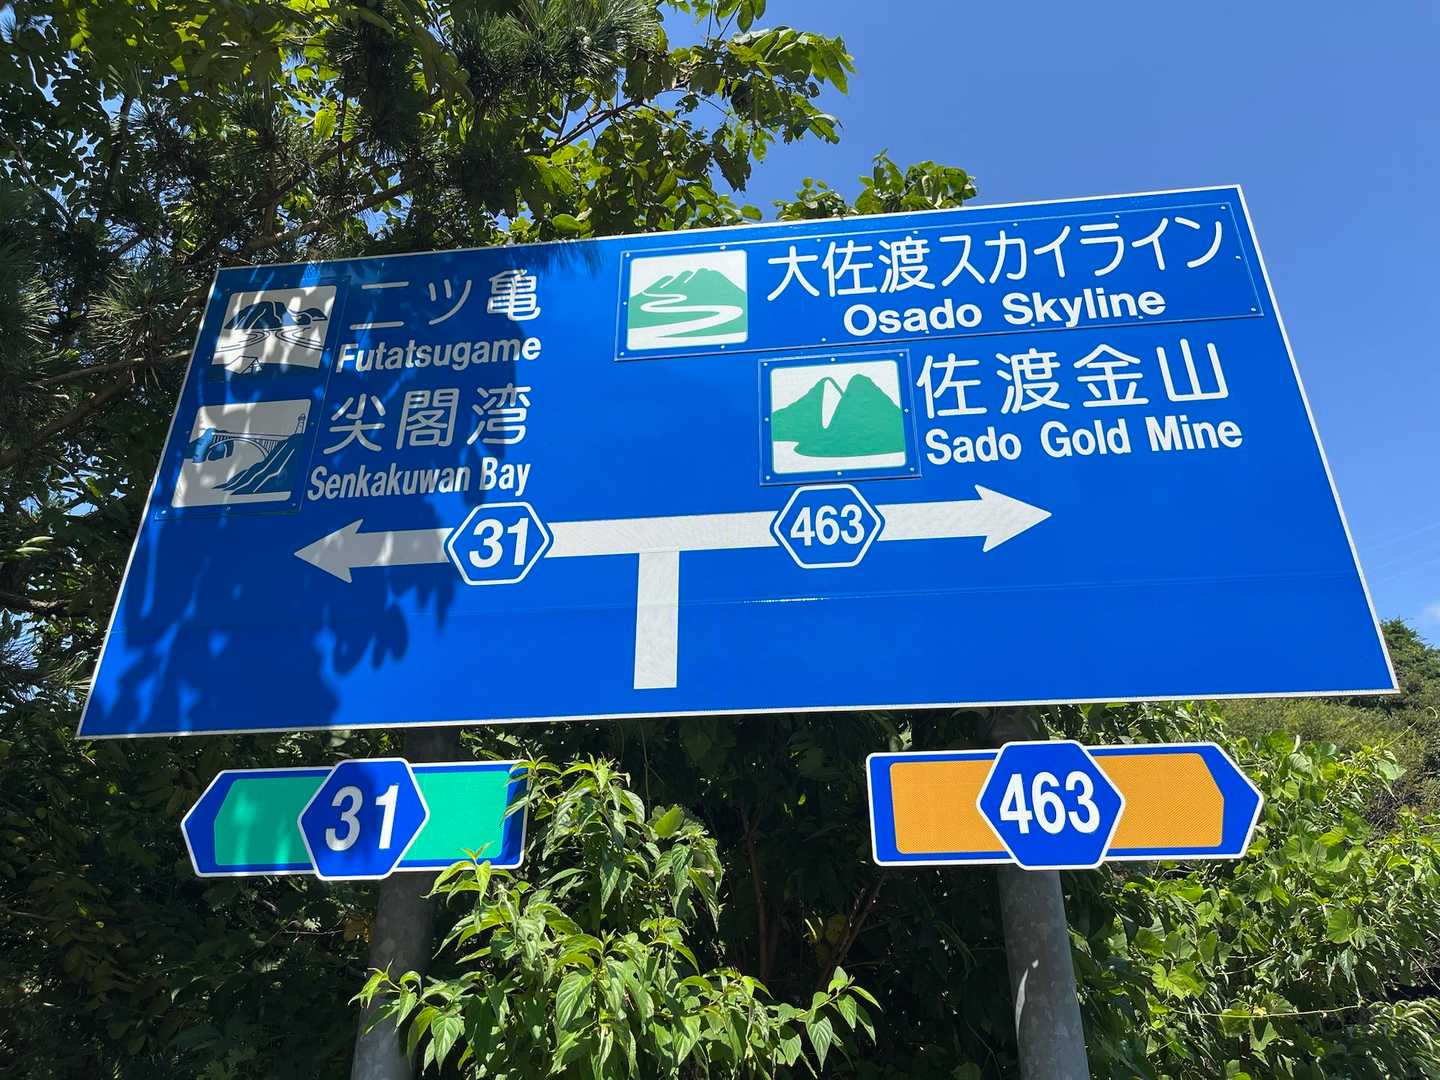 二ツ亀
Futatsugame
尖閣湾
Senkakuwan Bay
大佐渡スカイライン
Osado Skyline
佐渡金山
Sado Gold Mine
31
463
31
463